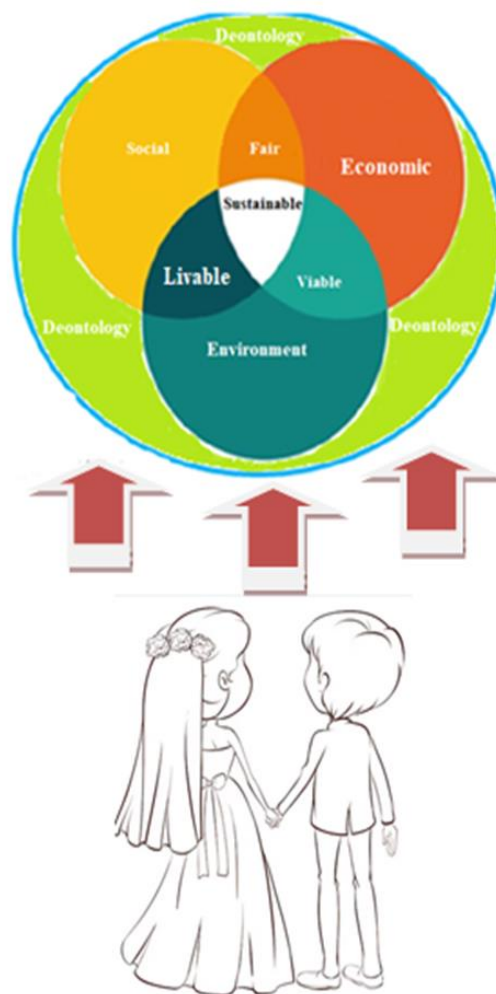 Deontology
Social
Fair
Economic
Sustainable
Livable
Viable
Deontology
Deontology
Environment